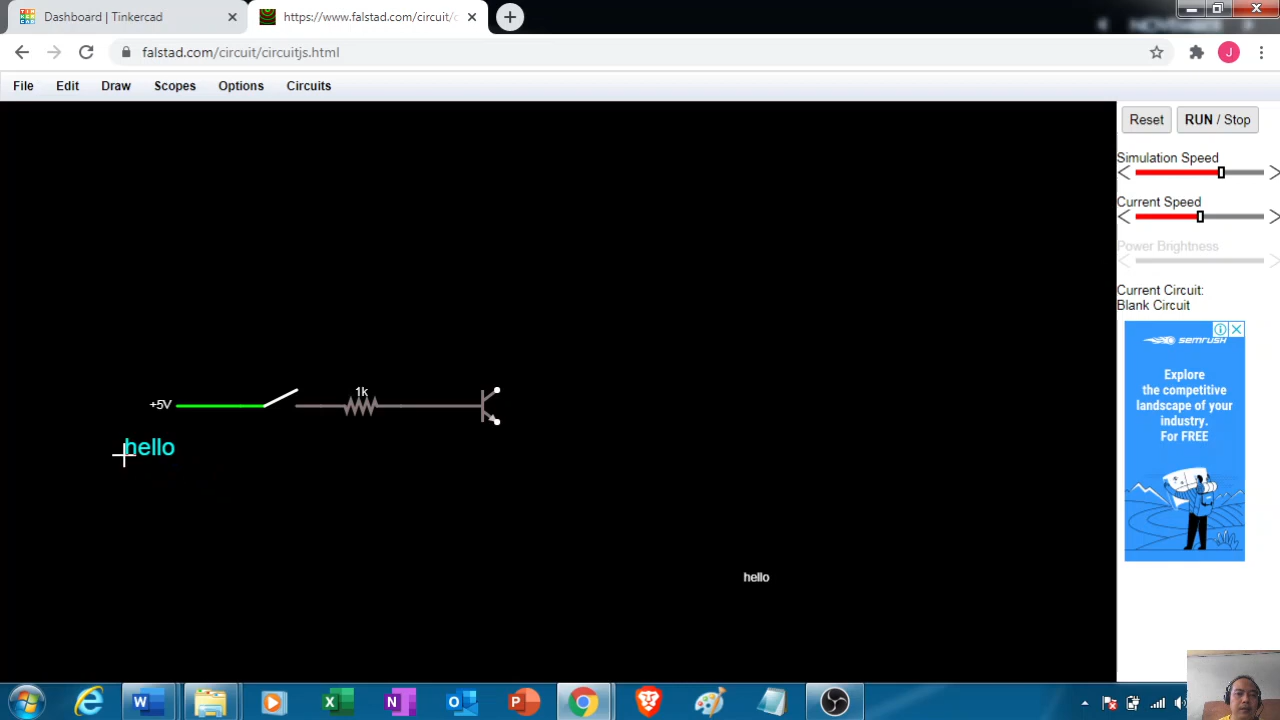 Dashboard | Tinkercad
https://www.falstad.com/circuit/c
falstad.com/circuit/circuitjs.html
J
File Edit Draw Scopes Options Circuits
Reset RUN / Stop
Simulation Speed
Current Speed
Power Brightness
Current Circuit:
Blank Circuit
SEMRUSH
Explore
the competitive
landscape of your
industry.
For FREE
1k
+5V
hello
hello